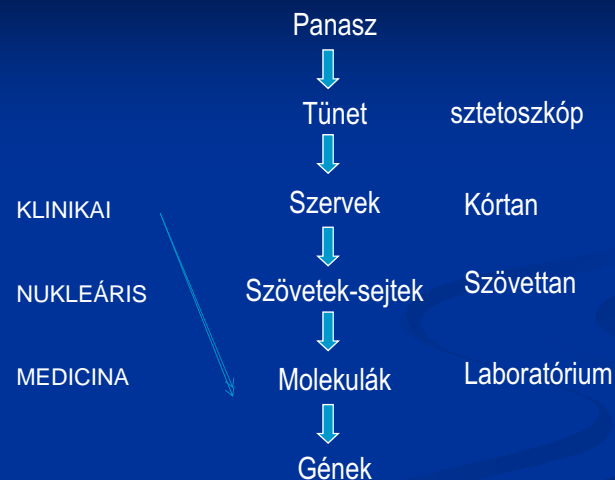 Panasz
Tünet sztetoszkóp
KLINIKAI Szervek Kórtan
NUKLEÁRIS Szövetek-sejtek Szövettan
MEDICINA Molekulák Laboratórium
Gének